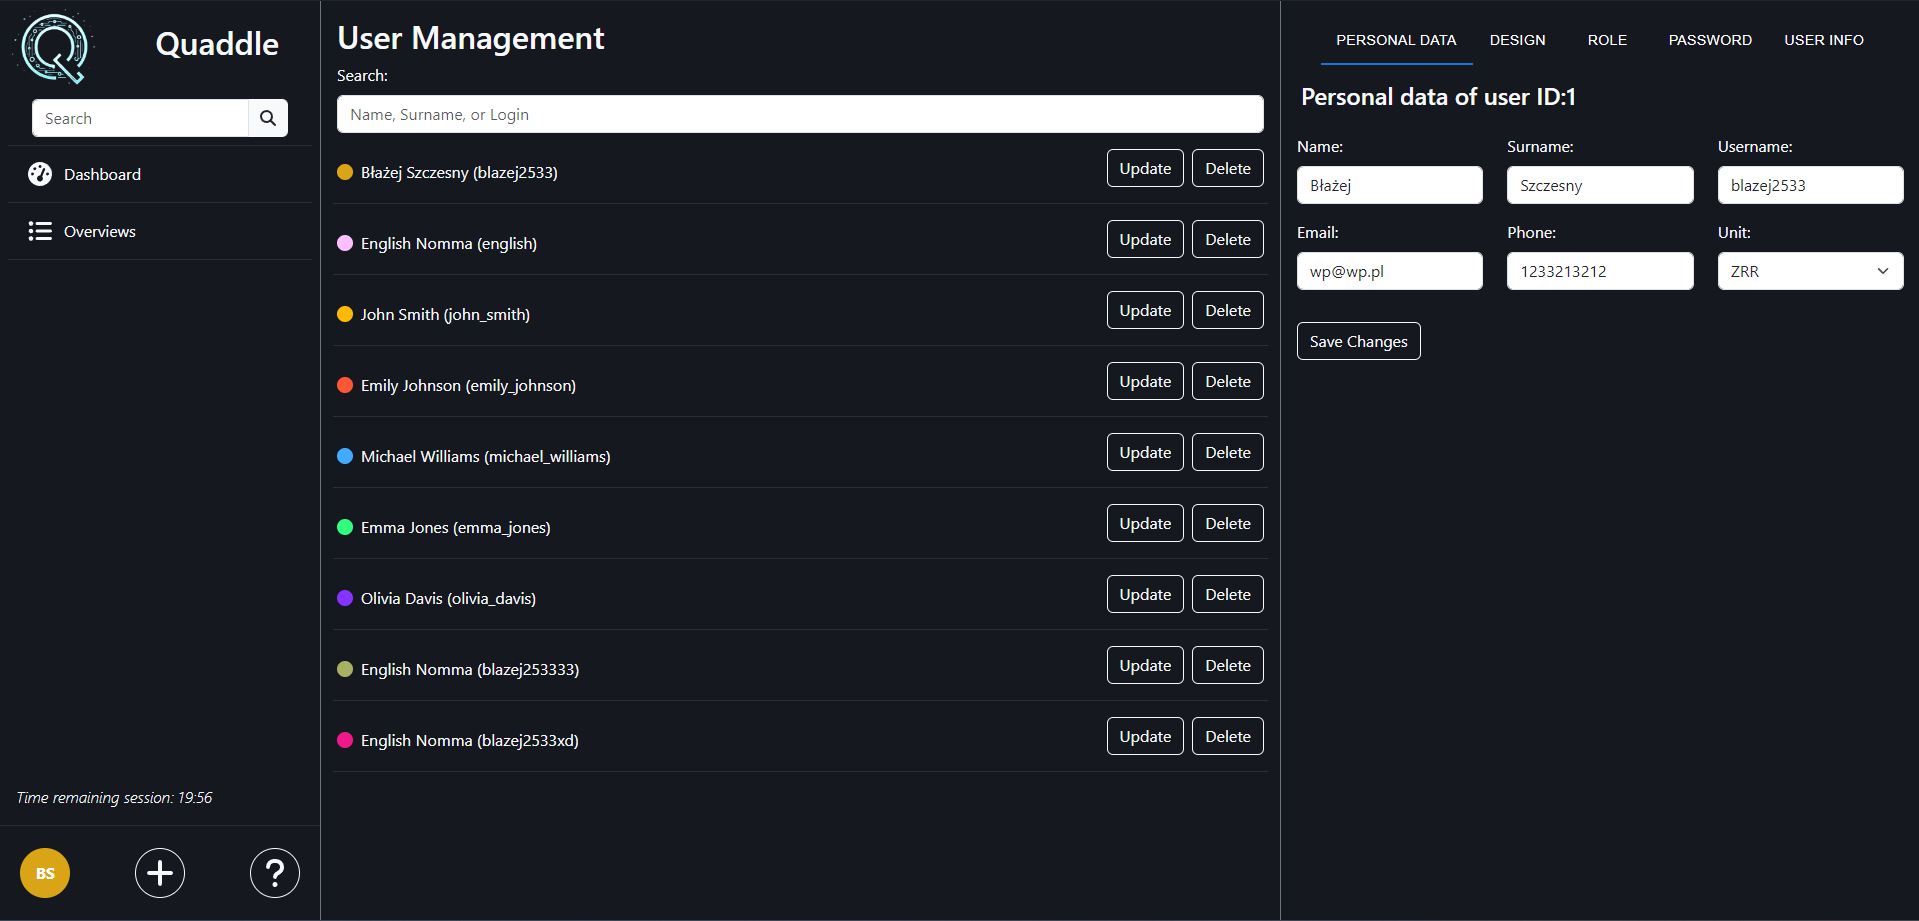 Quaddle
Search
Dashboard
Overviews
Time remaining session: 19:56
BS
?
User Management
Search:
Name, Surname, or Login
Błażej Szczesny (blazej2533) Update Delete
English Nomma (english) Update Delete
John Smith (john_smith) Update Delete
Emily Johnson (emily_johnson) Update Delete
Michael Williams (michael_williams) Update Delete
Emma Jones (emma_jones) Update Delete
Olivia Davis (olivia_davis) Update Delete
English Nomma (blazej253333) Update Delete
English Nomma (blazej2533xd) Update Delete
PERSONAL DATA DESIGN ROLE PASSWORD USER INFO
Personal data of user ID:1
Name: Surname: Username:
Błażej Szczesny blazej2533
Email: Phone: Unit:
wp@wp.pl 1233213212 ZRR
Save Changes